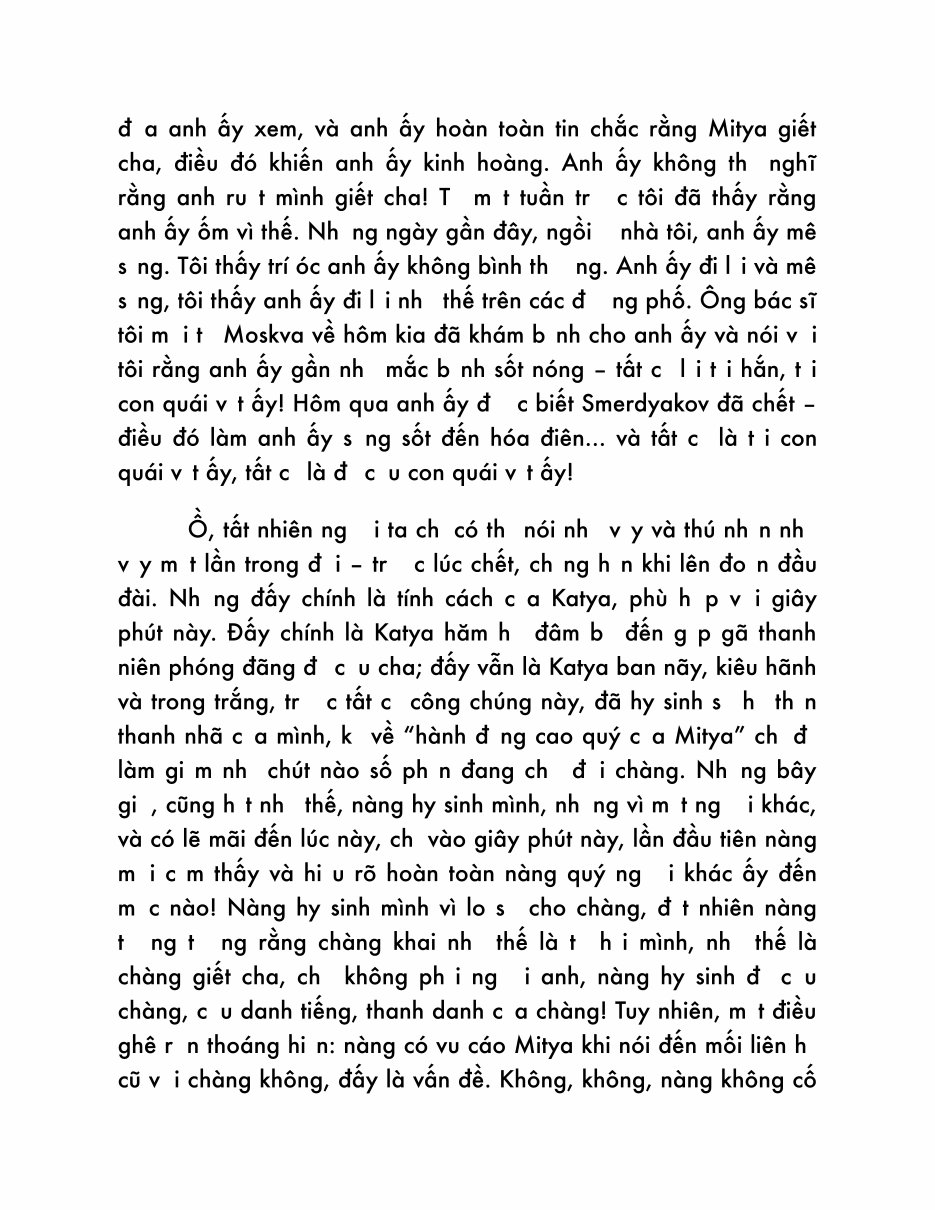 đ a anh ấy xem, và anh ấy hoàn toàn tin chắc rằng Mitya giết
cha, điều đó khiến anh ấy kinh hoàng. Anh ấy không th nghĩ
rằng anh ru t mình giết cha! T m t tuần tr c tôi đã thấy rằng
anh ấy ốm vì thế. Nh ng ngày gần đây, ngồi nhà tôi, anh ấy mê
s ng. Tôi thấy trí óc anh ấy không bình th ng. Anh ấy đi l i và mê
s ng, tôi thấy anh ấy đi l i nh thế trên các đ ng phố. Ông bác sĩ
tôi m i t Moskva về hôm kia đã khám b nh cho anh ấy và nói v i
tôi rằng anh ấy gần nh mắc b nh sốt nóng – tất c l i t i hắn, t i
con quái v t ấy! Hôm qua anh ấy đ c biết Smerdyakov đã chết –
điều đó làm anh ấy s ng sốt đến hóa điên... và tất c là t i con
quái v t ấy, tất c là đ c u con quái v t ấy!
Ồ, tất nhiên ng i ta ch có th nói nh v y và thú nh n nh
v y m t lần trong đ i – tr c lúc chết, ch ng h n khi lên đo n đầu
đài. Nh ng đấy chính là tính cách c a Katya, phù h p v i giây
phút này. Đấy chính là Katya hăm h đâm b đến g p gã thanh
niên phóng đãng đ c u cha; đấy vẫn là Katya ban nãy, kiêu hãnh
và trong trắng, tr c tất c công chúng này, đã hy sinh s h th n
thanh nhã c a mình, k về “hành đ ng cao quý c a Mitya” ch đ
làm gi m nh chút nào số ph n đang ch đ i chàng. Nh ng bây
gi , cũng h t nh thế, nàng hy sinh mình, nh ng vì m t ng i khác,
và có lẽ mãi đến lúc này, ch vào giây phút này, lần đầu tiên nàng
m i c m thấy và hi u rõ hoàn toàn nàng quý ng i khác ấy đến
m c nào! Nàng hy sinh mình vì lo s cho chàng, đ t nhiên nàng
t ng t ng rằng chàng khai nh thế là t h i mình, nh thế là
chàng giết cha, ch không ph i ng i anh, nàng hy sinh đ c u
chàng, c u danh tiếng, thanh danh c a chàng! Tuy nhiên, m t điều
ghê r n thoáng hi n: nàng có vu cáo Mitya khi nói đến mối liên h
cũ v i chàng không, đấy là vấn đề. Không, không, nàng không cố